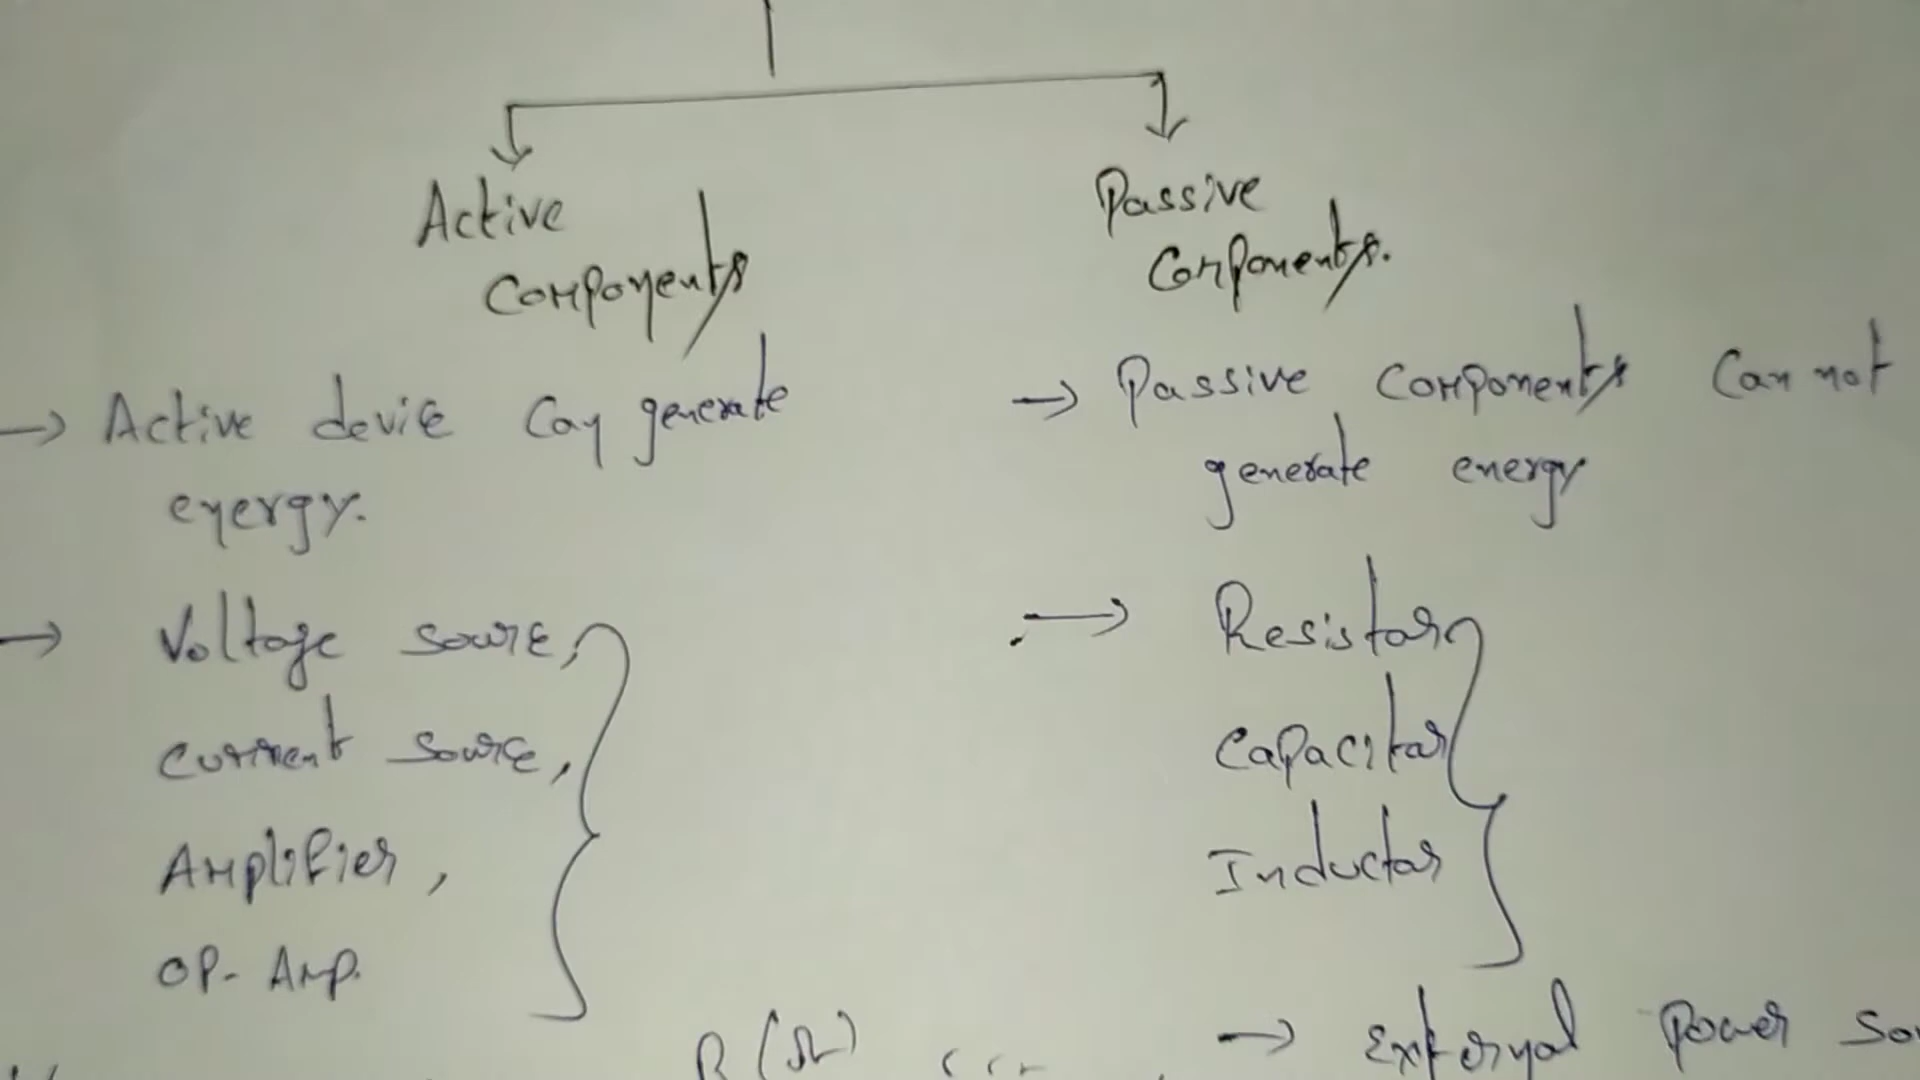 Active
Components
Passive
Components.
→ Active device Can generate
energy.
→ Voltage source,
Current source,
Amplifier,
OP-Amp.
→ Passive Components Can not
generate energy
→ Resistor
Capacitor
Inductor
R(Ω)
→ External Power